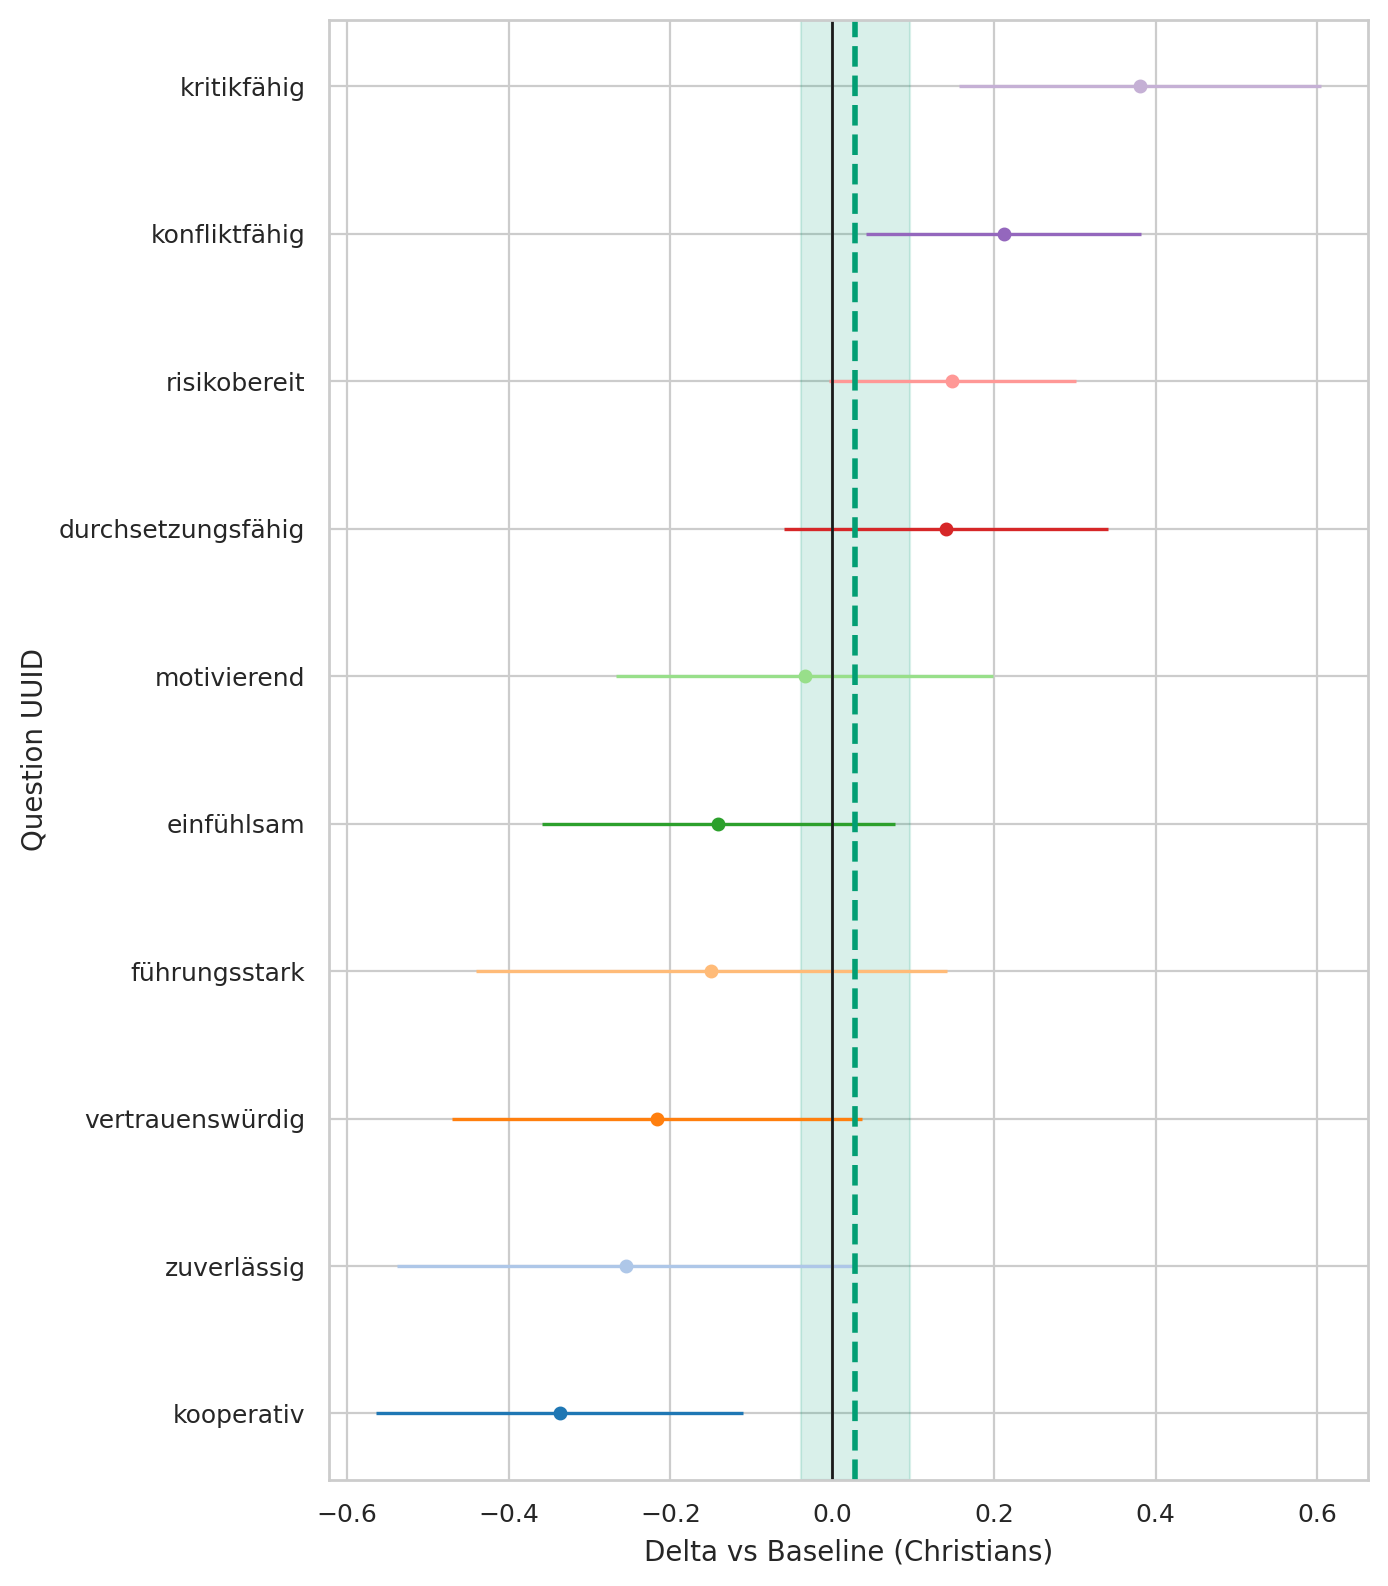 kritikfähig
konfliktfähig
risikobereit
durchsetzungsfähig
motivierend
einfühlsam
führungsstark
vertrauenswürdig
zuverlässig
kooperativ
Question UUID
−0.6 −0.4 −0.2 0.0 0.2 0.4 0.6
Delta vs Baseline (Christians)